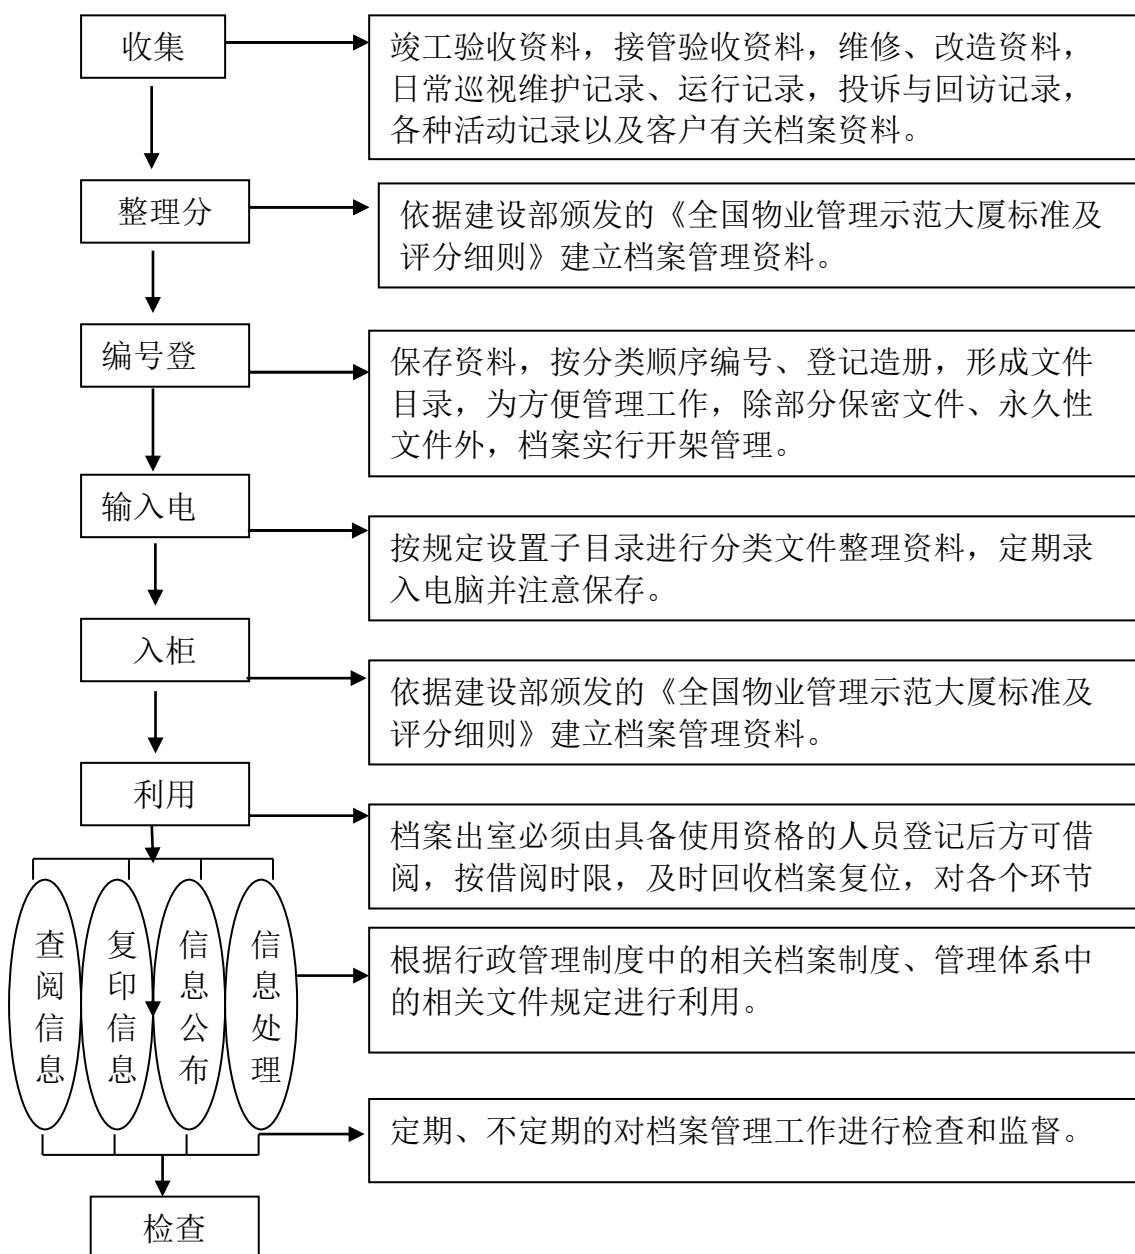 收集
竣工验收资料，接管验收资料，维修、改造资料，
日常巡视维护记录、运行记录，投诉与回访记录，
各种活动记录以及客户有关档案资料。
整理分
依据建设部颁发的《全国物业管理示范大厦标准及
评分细则》建立档案管理资料。
编号登
保存资料，按分类顺序编号、登记造册，形成文件
目录，为方便管理工作，除部分保密文件、永久性
文件外，档案实行开架管理。
输入电
按规定设置子目录进行分类文件整理资料，定期录
入电脑并注意保存。
入柜
依据建设部颁发的《全国物业管理示范大厦标准及
评分细则》建立档案管理资料。
利用
档案出室必须由具备使用资格的人员登记后方可借
阅，按借阅时限，及时回收档案复位，对各个环节
查阅信息
复印信息
信息公布
信息处理
根据行政管理制度中的相关档案制度、管理体系中
的相关文件规定进行利用。
定期、不定期的对档案管理工作进行检查和监督。
检查